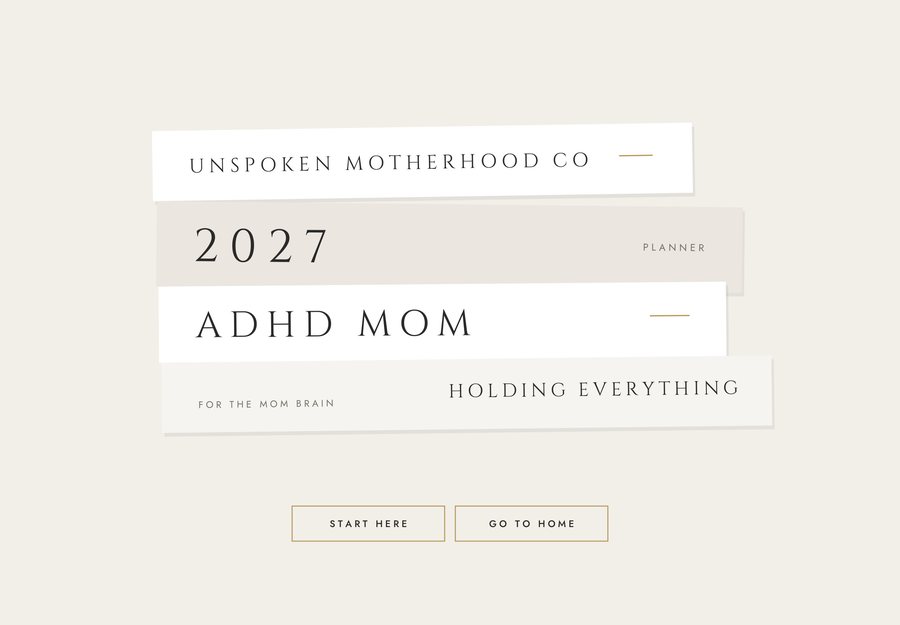 UNSPOKEN MOTHERHOOD CO
2027
PLANNER
ADHD MOM
FOR THE MOM BRAIN
HOLDING EVERYTHING
START HERE
GO TO HOME